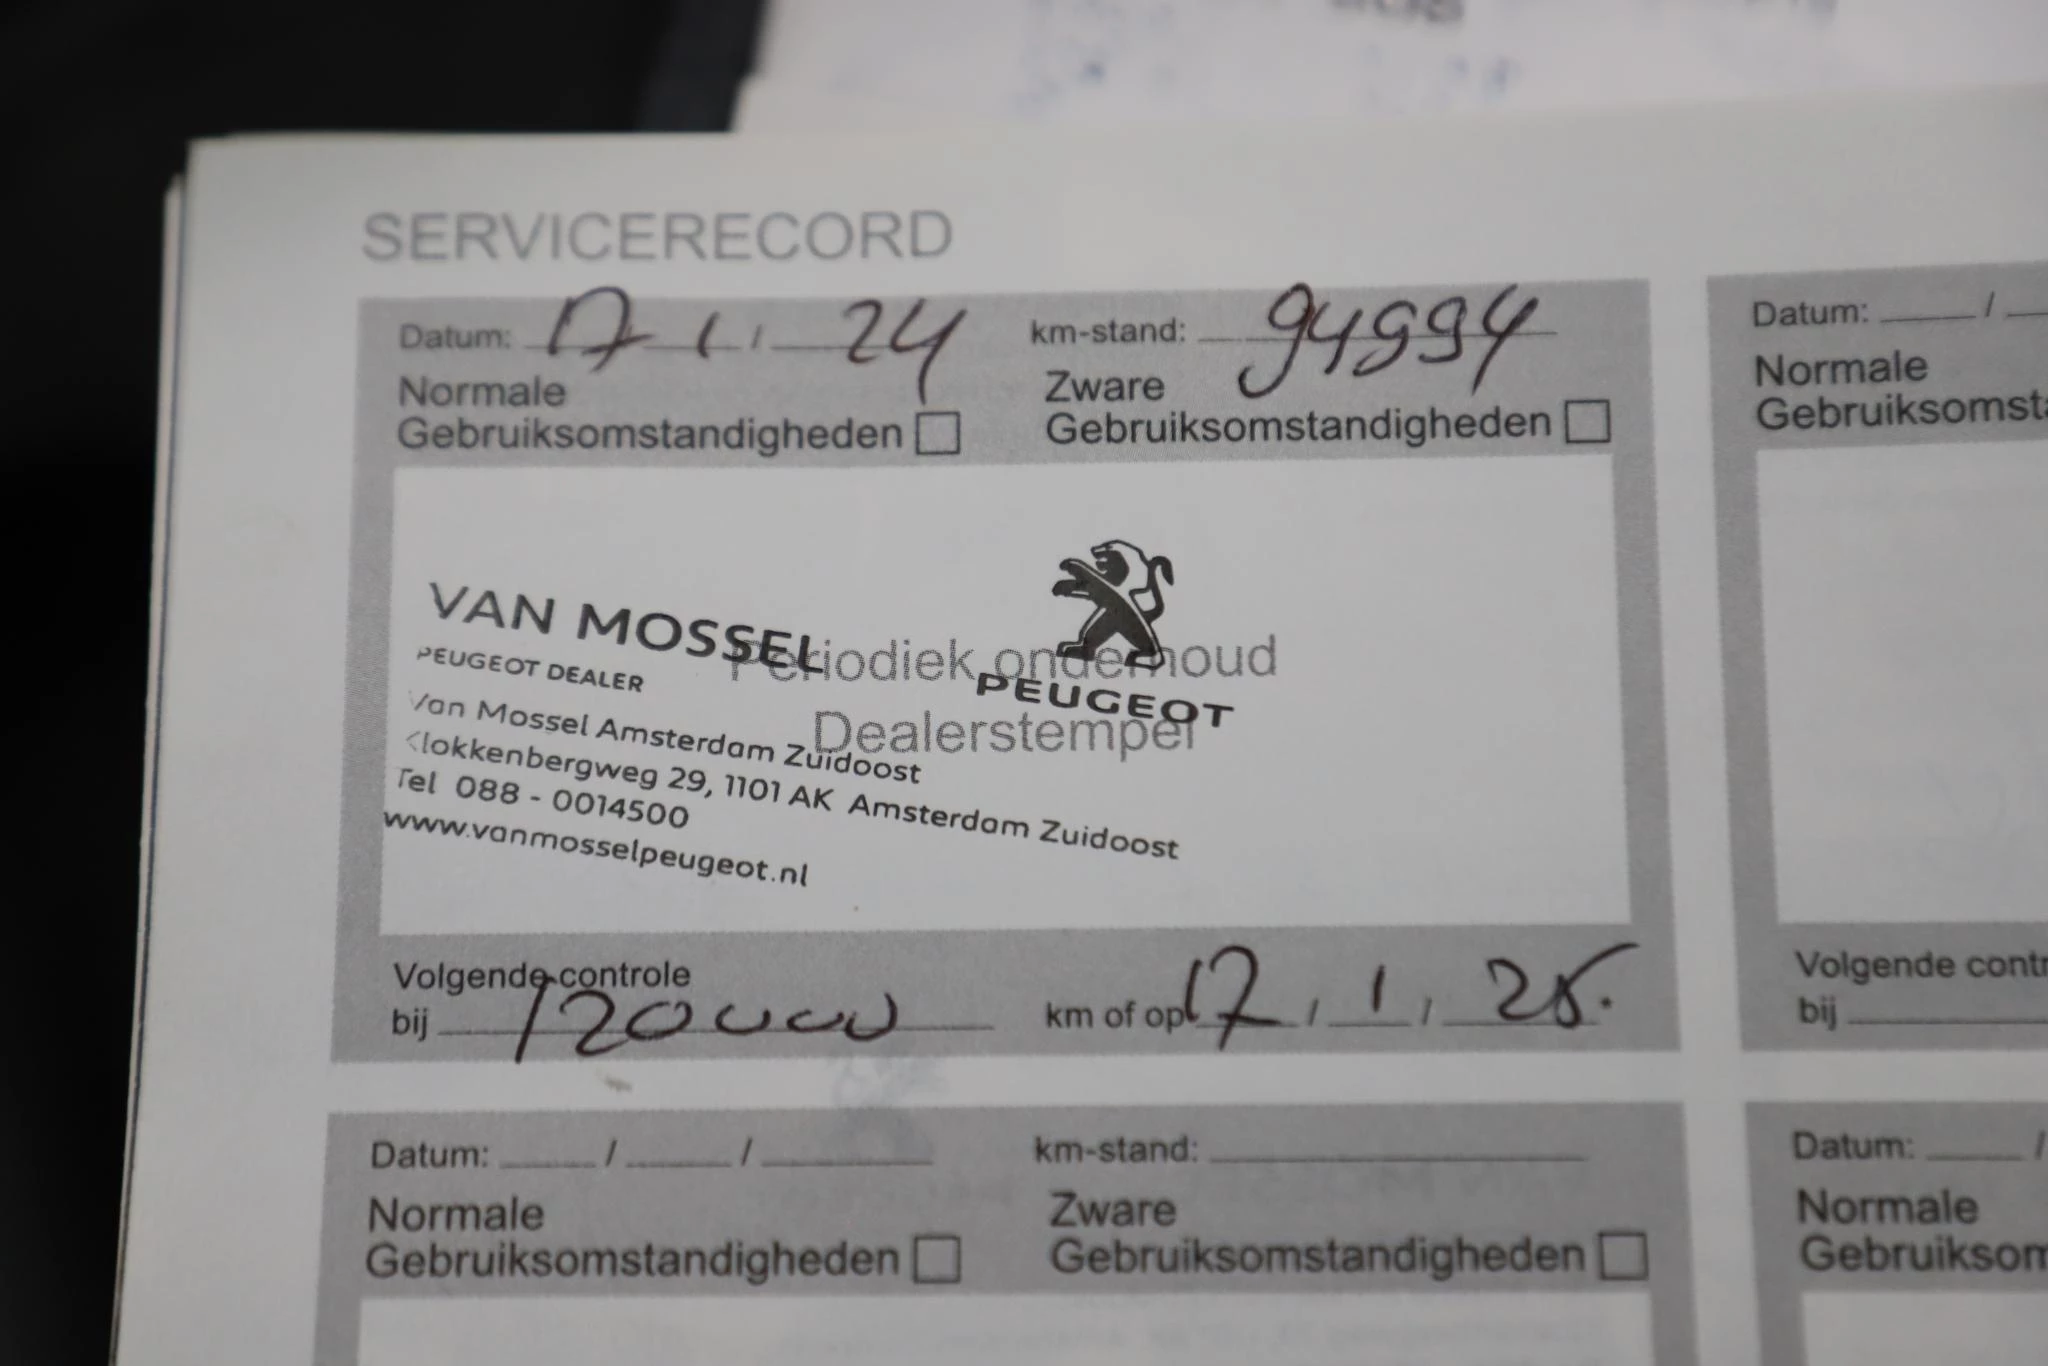 SERVICERECORD
Datum: 17 / 1 / 24 km-stand: 94994
Normale
Gebruiksomstandigheden
Zware
Gebruiksomstandigheden
Periodiek onderhoud
Dealerstempel
VAN MOSSEL
PEUGEOT DEALER
PEUGEOT
Van Mossel Amsterdam Zuidoost
Klokkenbergweg 29, 1101 AK Amsterdam Zuidoost
Tel 088 - 0014500
www.vanmosselpeugeot.nl
Volgende controle
bij 120000 km of op 17 / 1 / 25.
Datum: / / km-stand:
Normale
Gebruiksomstandigheden
Zware
Gebruiksomstandigheden
Datum: /
Normale
Gebruiksomst
Volgende contr
bij
Datum: /
Normale
Gebruiksom